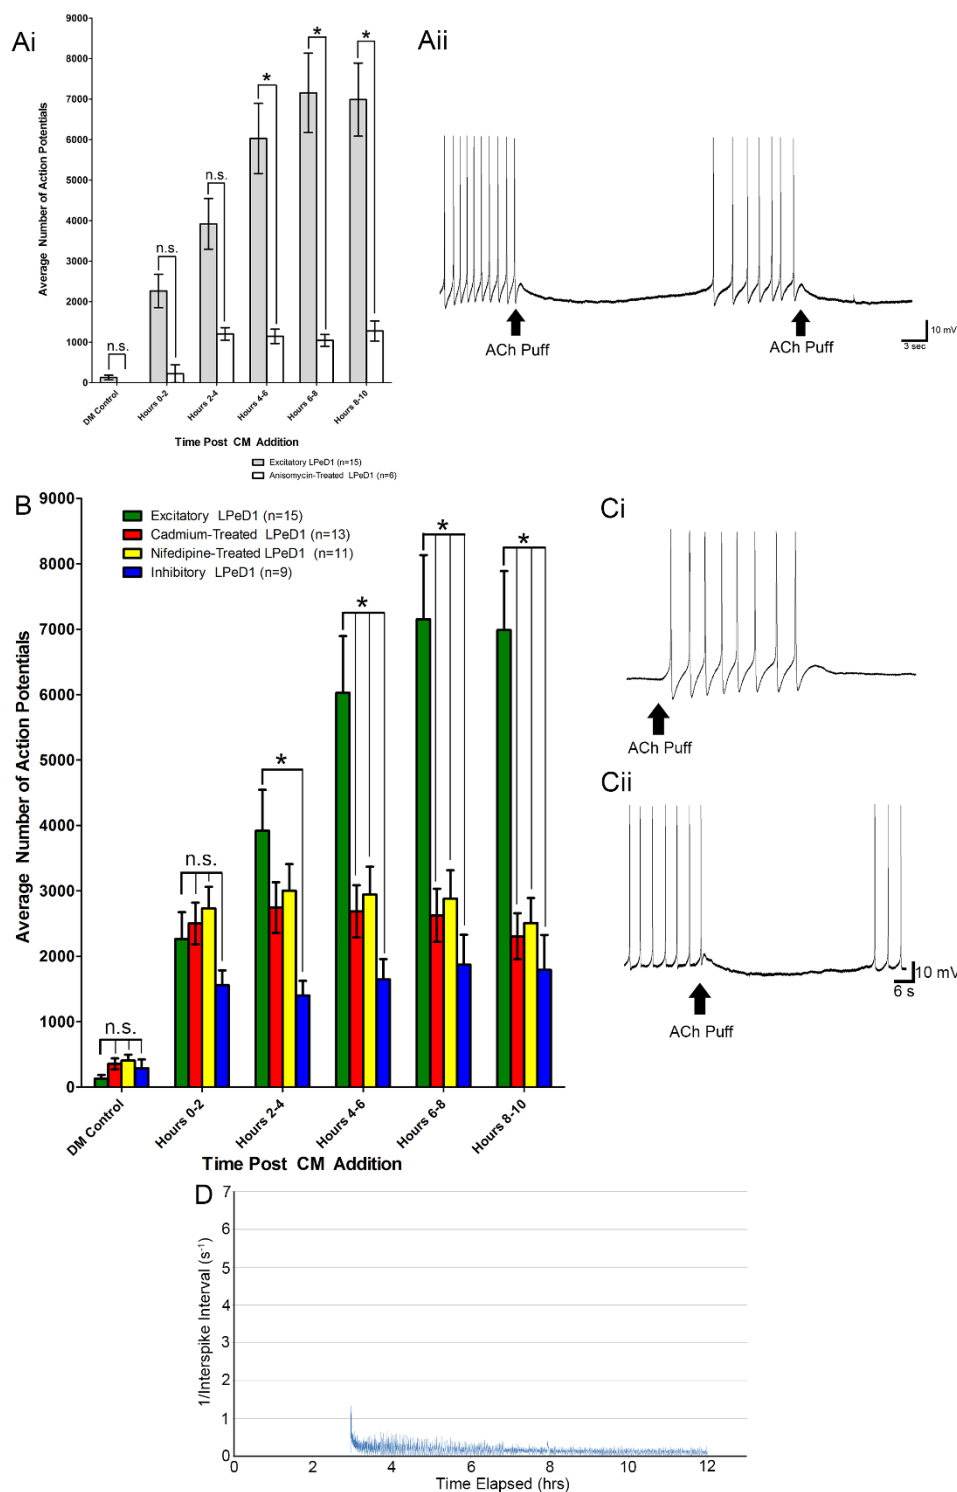 Ai
Average Number of Action Potentials
9000
8000
7000
6000
5000
4000
3000
2000
1000
0
n.s.
n.s.
n.s.
*
*
*
DM Control
Hours 0-2
Hours 2-4
Hours 4-6
Hours 6-8
Hours 8-10
Time Post CM Addition
Excitatory LPeD1 (n=15)
Anisomycin-Treated LPeD1 (n=6)
Aii
ACh Puff
ACh Puff
10 mV
3 sec
B
Average Number of Action Potentials
9000
8000
7000
6000
5000
4000
3000
2000
1000
0
Excitatory LPeD1 (n=15)
Cadmium-Treated LPeD1 (n=13)
Nifedipine-Treated LPeD1 (n=11)
Inhibitory LPeD1 (n=9)
n.s.
n.s.
*
*
*
*
DM Control
Hours 0-2
Hours 2-4
Hours 4-6
Hours 6-8
Hours 8-10
Time Post CM Addition
Ci
ACh Puff
Cii
ACh Puff
10 mV
6 s
D
1/Interspike Interval (s⁻¹)
7
6
5
4
3
2
1
0
0
2
4
6
8
10
12
Time Elapsed (hrs)